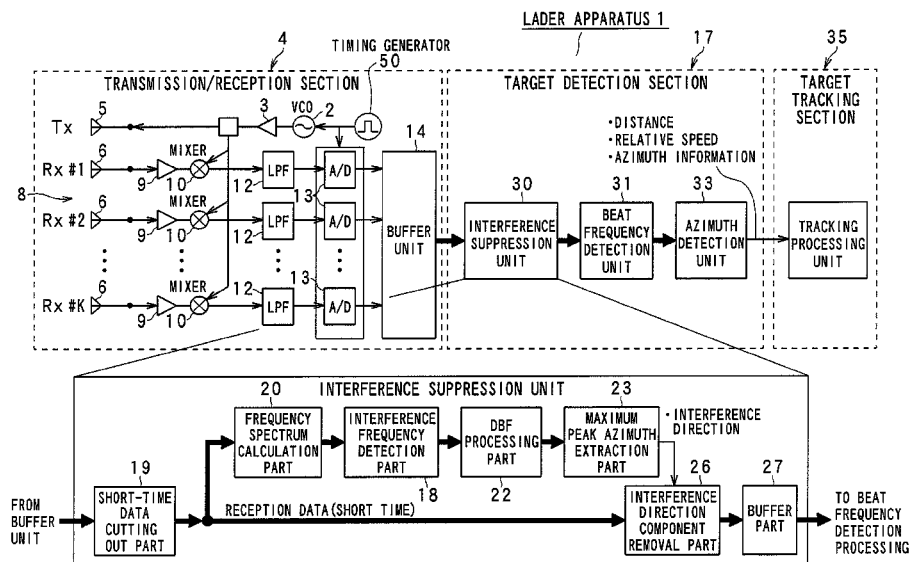 LADER APPARATUS 1
4
TIMING GENERATOR
50
17
35
TRANSMISSION/RECEPTION SECTION
TARGET DETECTION SECTION
TARGET
TRACKING
SECTION
5
3
VCO
2
Tx
14
•DISTANCE
•RELATIVE SPEED
•AZIMUTH INFORMATION
6
MIXER
Rx #1
9
10
LPF
12
A/D
13
8
6
MIXER
Rx #2
9
10
LPF
12
A/D
BUFFER
UNIT
30
INTERFERENCE
SUPPRESSION
UNIT
31
BEAT
FREQUENCY
DETECTION
UNIT
33
AZIMUTH
DETECTION
UNIT
TRACKING
PROCESSING
UNIT
6
Rx #K
9
10
12
LPF
13
A/D
INTERFERENCE SUPPRESSION UNIT
20
FREQUENCY
SPECTRUM
CALCULATION
PART
INTERFERENCE
FREQUENCY
DETECTION
PART
18
DBF
PROCESSING
PART
22
23
MAXIMUM
PEAK AZIMUTH
EXTRACTION
PART
•INTERFERENCE
DIRECTION
FROM
BUFFER
UNIT
19
SHORT-TIME
DATA
CUTTING
OUT PART
RECEPTION DATA(SHORT TIME)
26
INTERFERENCE
DIRECTION
COMPONENT
REMOVAL PART
27
BUFFER
PART
TO BEAT
FREQUENCY
DETECTION
PROCESSING